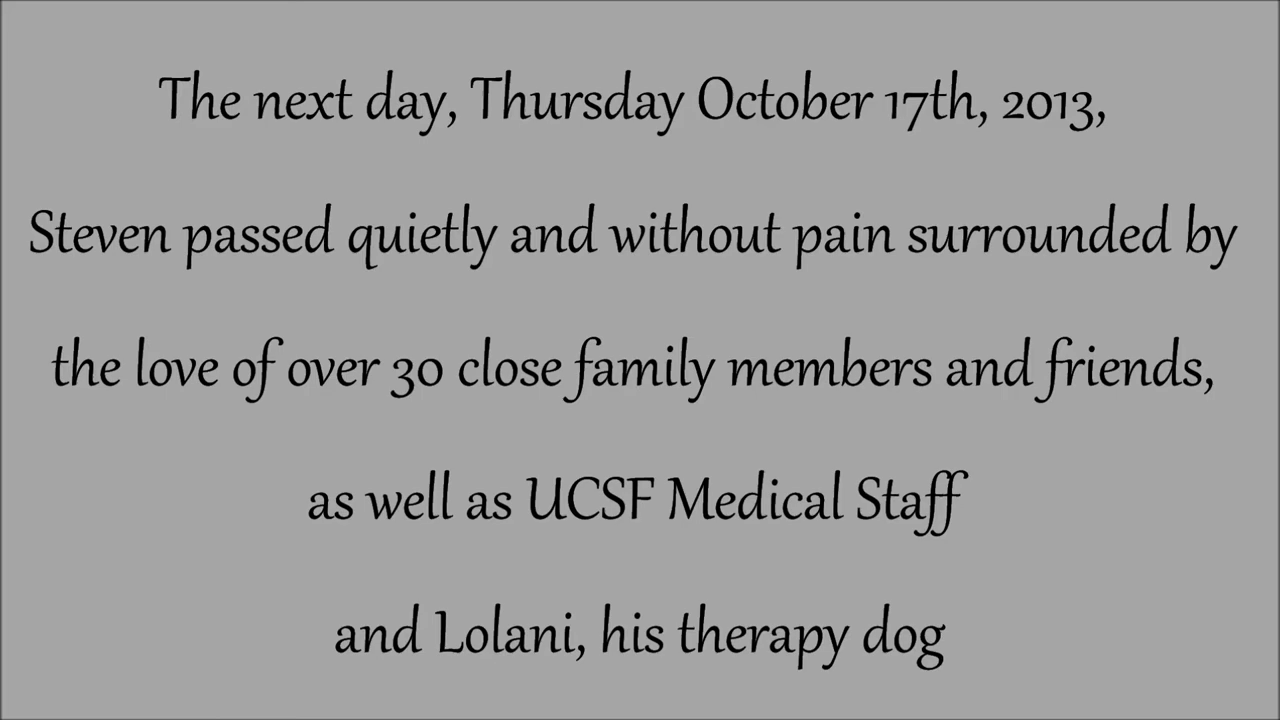 The next day, Thursday October 17th, 2013,
Steven passed quietly and without pain surrounded by
the love of over 30 close family members and friends,
as well as UCSF Medical Staff
and Lolani, his therapy dog